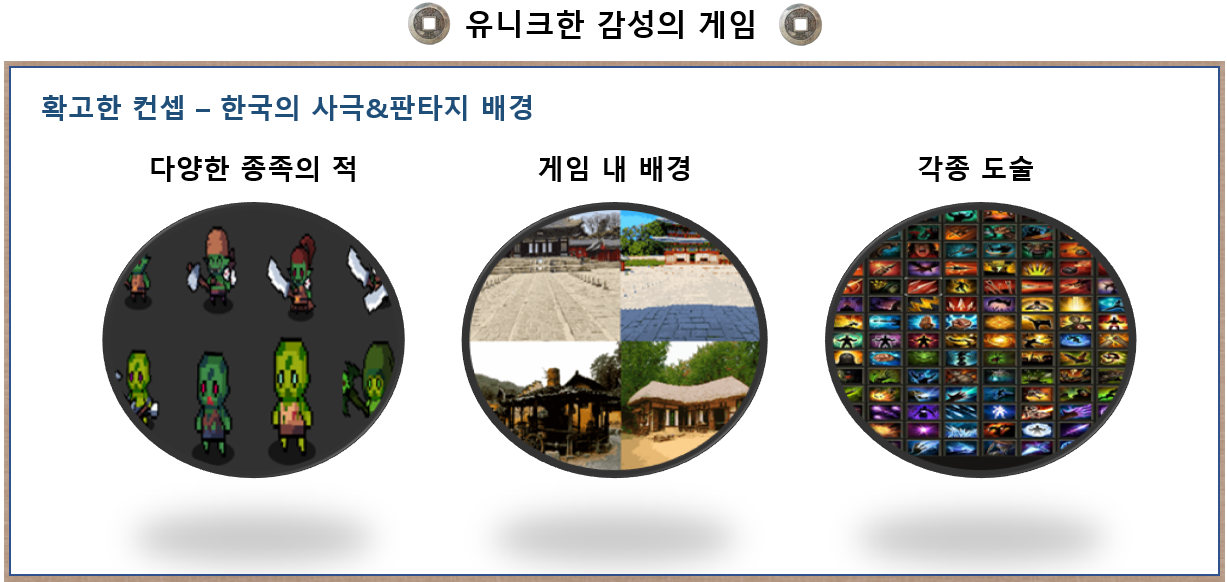 유니크한 감성의 게임
확고한 컨셉 – 한국의 사극&판타지 배경
다양한 종족의 적
게임 내 배경
각종 도술